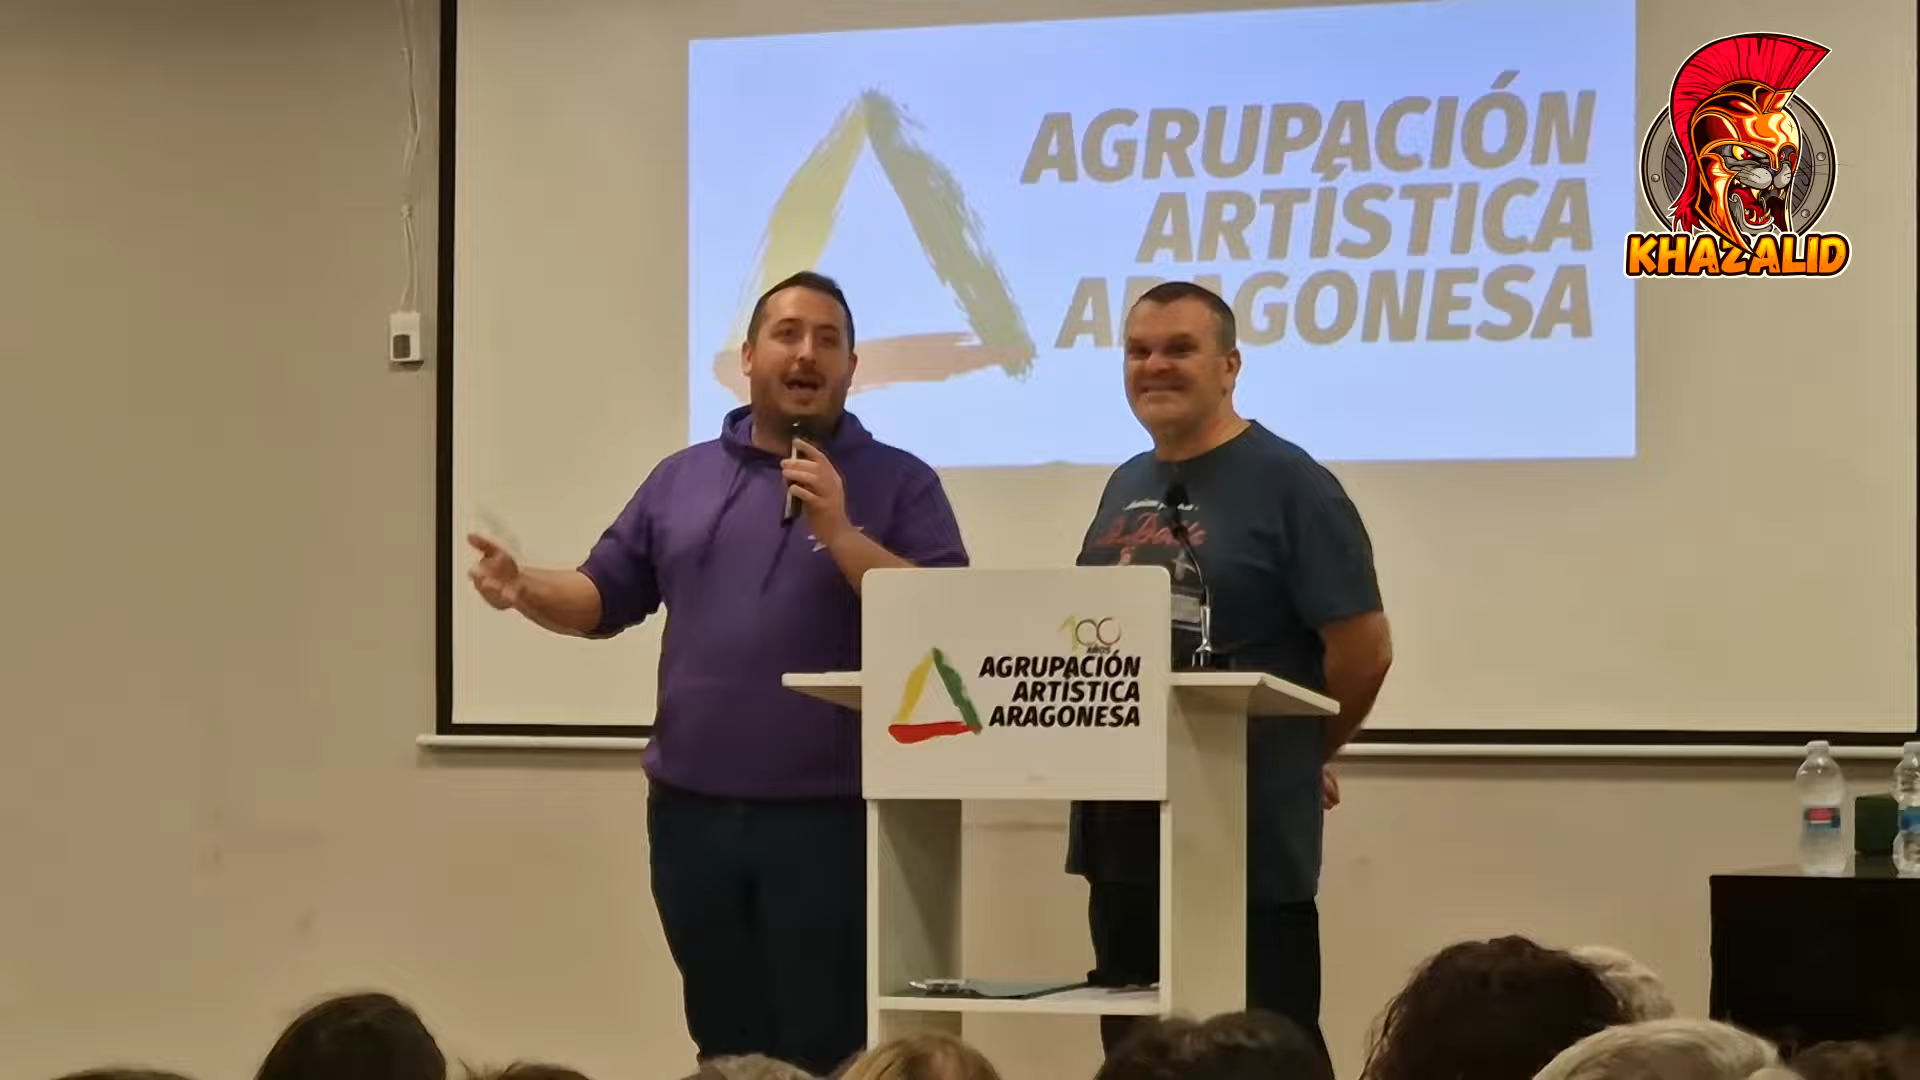 AGRUPACIÓN
ARTÍSTICA
ARAGONESA
KHAZALID
100
AÑOS
AGRUPACIÓN
ARTÍSTICA
ARAGONESA